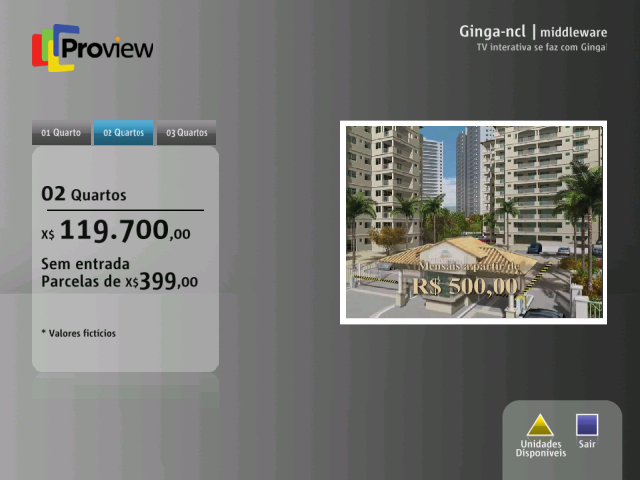 Proview
Ginga-ncl | middleware
TV interativa se faz com Ginga!
01 Quarto
02 Quartos
03 Quartos
02 Quartos
X$ 119.700,00
Sem entrada
Parcelas de X$399,00
* Valores fictícios
Mensais a partir de
R$ 500,00
Unidades
Disponíveis
Sair